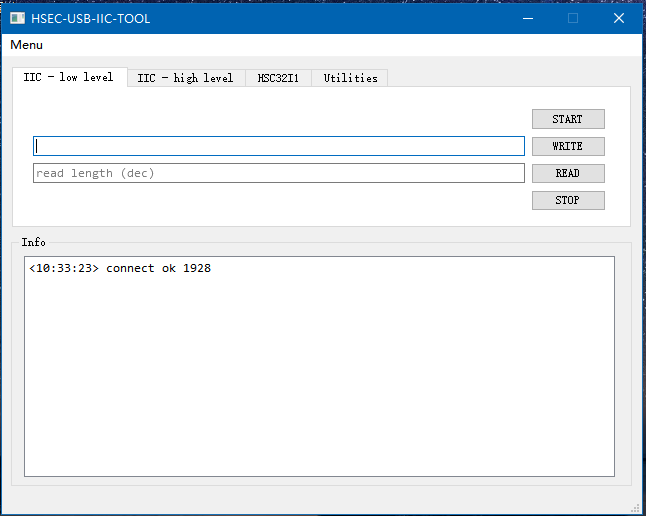 HSEC-USB-IIC-TOOL
Menu
IIC - low level IIC - high level HSC32I1 Utilities
START
WRITE
read length (dec) READ
STOP
Info
<10:33:23> connect ok 1928